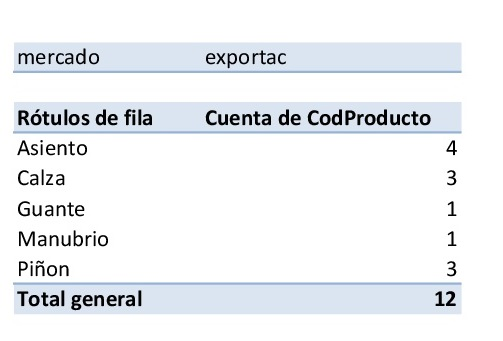 mercado exportac
Rótulos de fila Cuenta de CodProducto
Asiento 4
Calza 3
Guante 1
Manubrio 1
Piñon 3
Total general 12